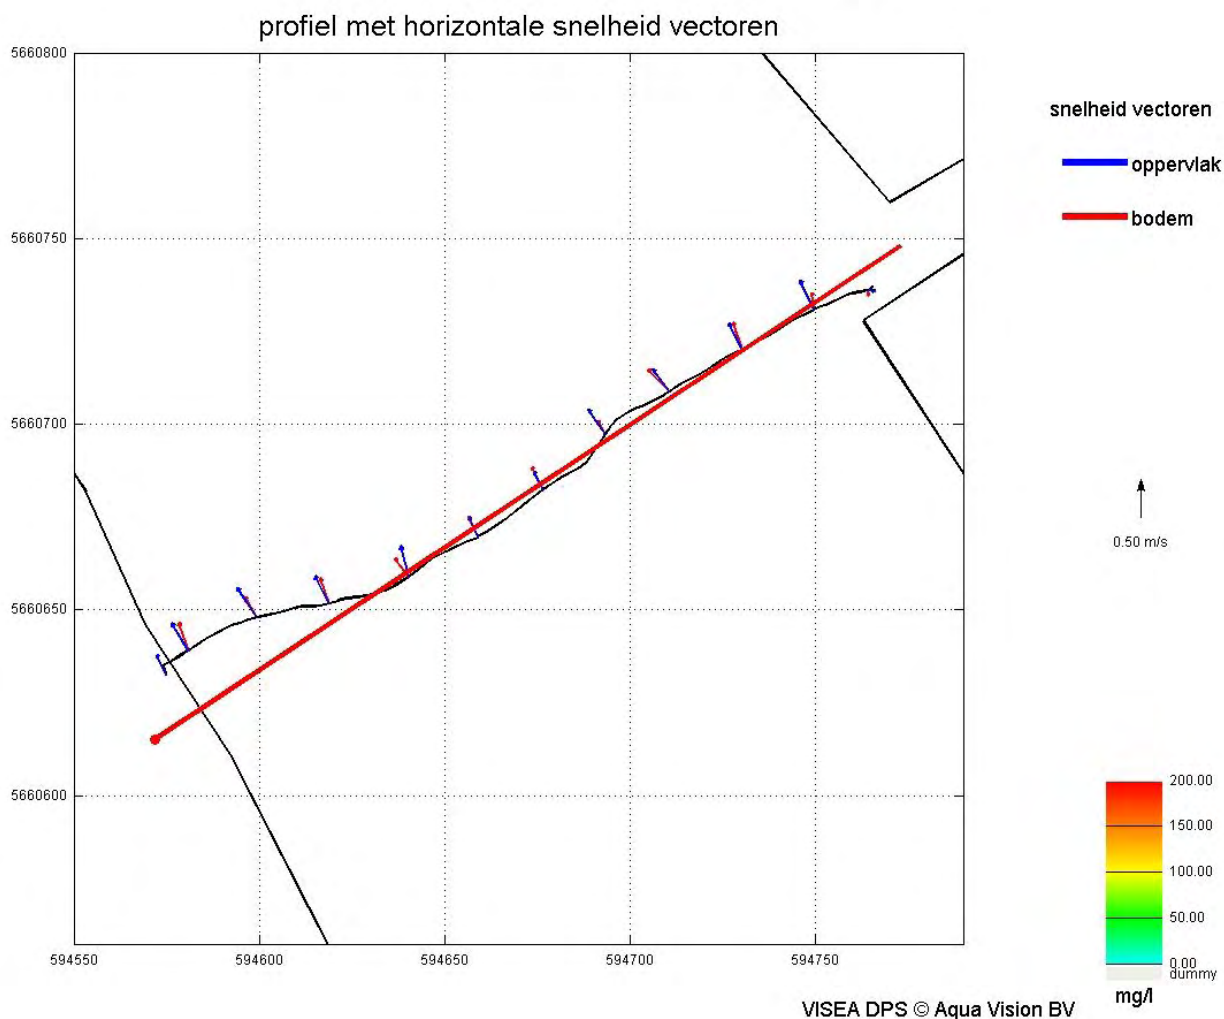 profiel met horizontale snelheid vectoren
5660800
5660750
5660700
5660650
5660600
594550
594600
594650
594700
594750
snelheid vectoren
oppervlak
bodem
0.50 m/s
200.00
150.00
100.00
50.00
0.00
dummy
mg/l
VISEA DPS © Aqua Vision BV